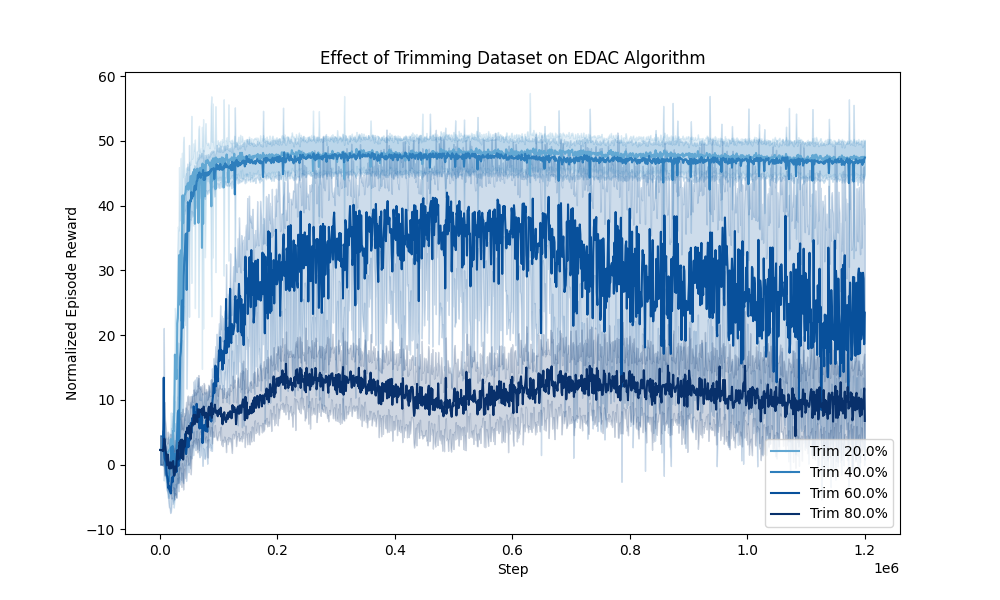 Effect of Trimming Dataset on EDAC Algorithm
60
50
40
30
20
10
0
−10
Normalized Episode Reward
Trim 20.0%
Trim 40.0%
Trim 60.0%
Trim 80.0%
0.0 0.2 0.4 0.6 0.8 1.0 1.2
Step
1e6